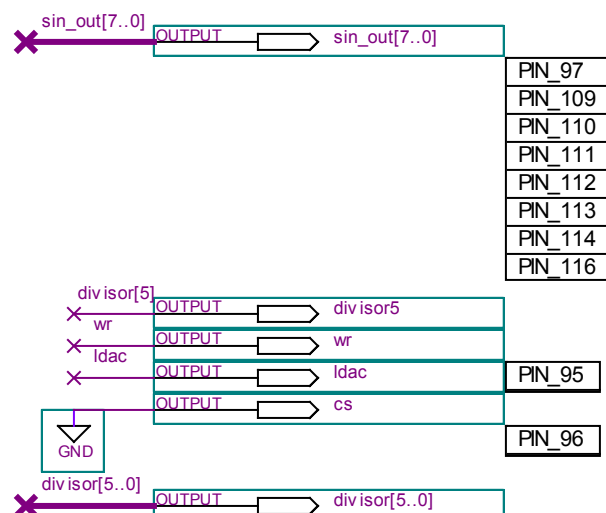 sin_out[7..0]
OUTPUT
sin_out[7..0]
PIN_97
PIN_109
PIN_110
PIN_111
PIN_112
PIN_113
PIN_114
PIN_116
divisor[5]
OUTPUT
divisor5
wr
OUTPUT
wr
ldac
OUTPUT
ldac
PIN_95
OUTPUT
cs
GND
PIN_96
divisor[5..0]
OUTPUT
divisor[5..0]